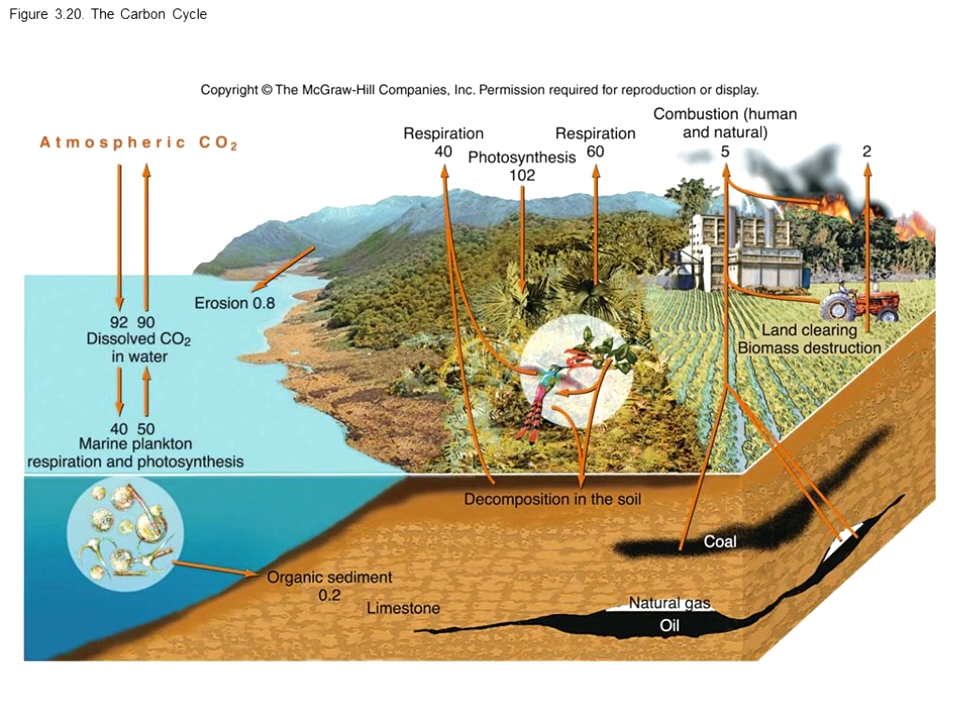 Figure 3.20. The Carbon Cycle
Copyright © The McGraw-Hill Companies, Inc. Permission required for reproduction or display.
Atmospheric CO₂
Respiration
40
Photosynthesis
102
Respiration
60
Combustion (human
and natural)
5
2
Erosion 0.8
92 90
Dissolved CO₂
in water
40 50
Marine plankton
respiration and photosynthesis
Land clearing
Biomass destruction
Decomposition in the soil
Coal
Organic sediment
0.2
Limestone
Natural gas
Oil